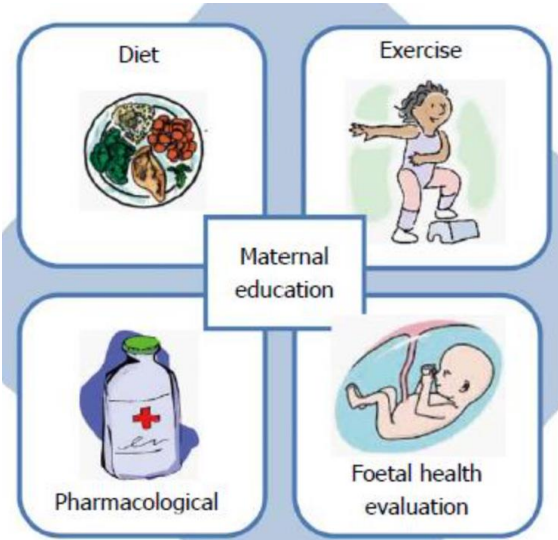 Diet
Exercise
Maternal
education
Pharmacological
Foetal health
evaluation